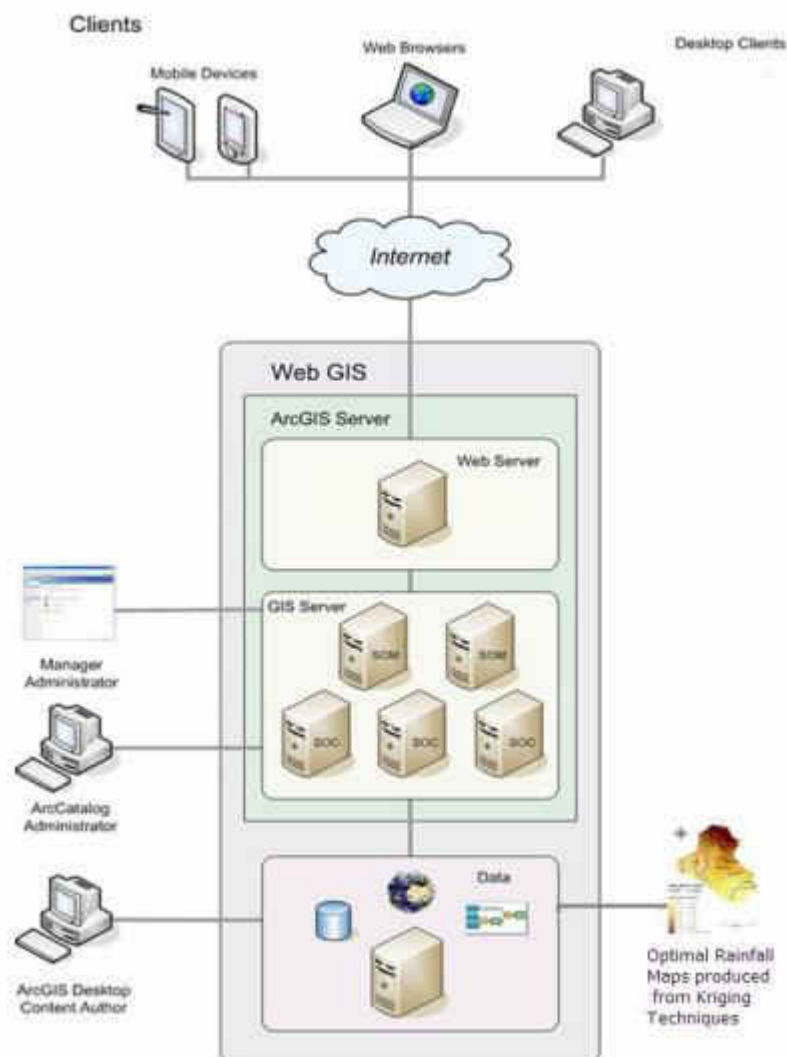 Clients
Mobile Devices
Web Browsers
Desktop Clients
Internet
Web GIS
ArcGIS Server
Web Server
GIS Server
SOM
SOM
SOC
SOC
SOC
Manager
Administrator
ArcCatalog
Administrator
Data
ArcGIS Desktop
Content Author
Optimal Rainfall
Maps produced
from Kriging
Techniques